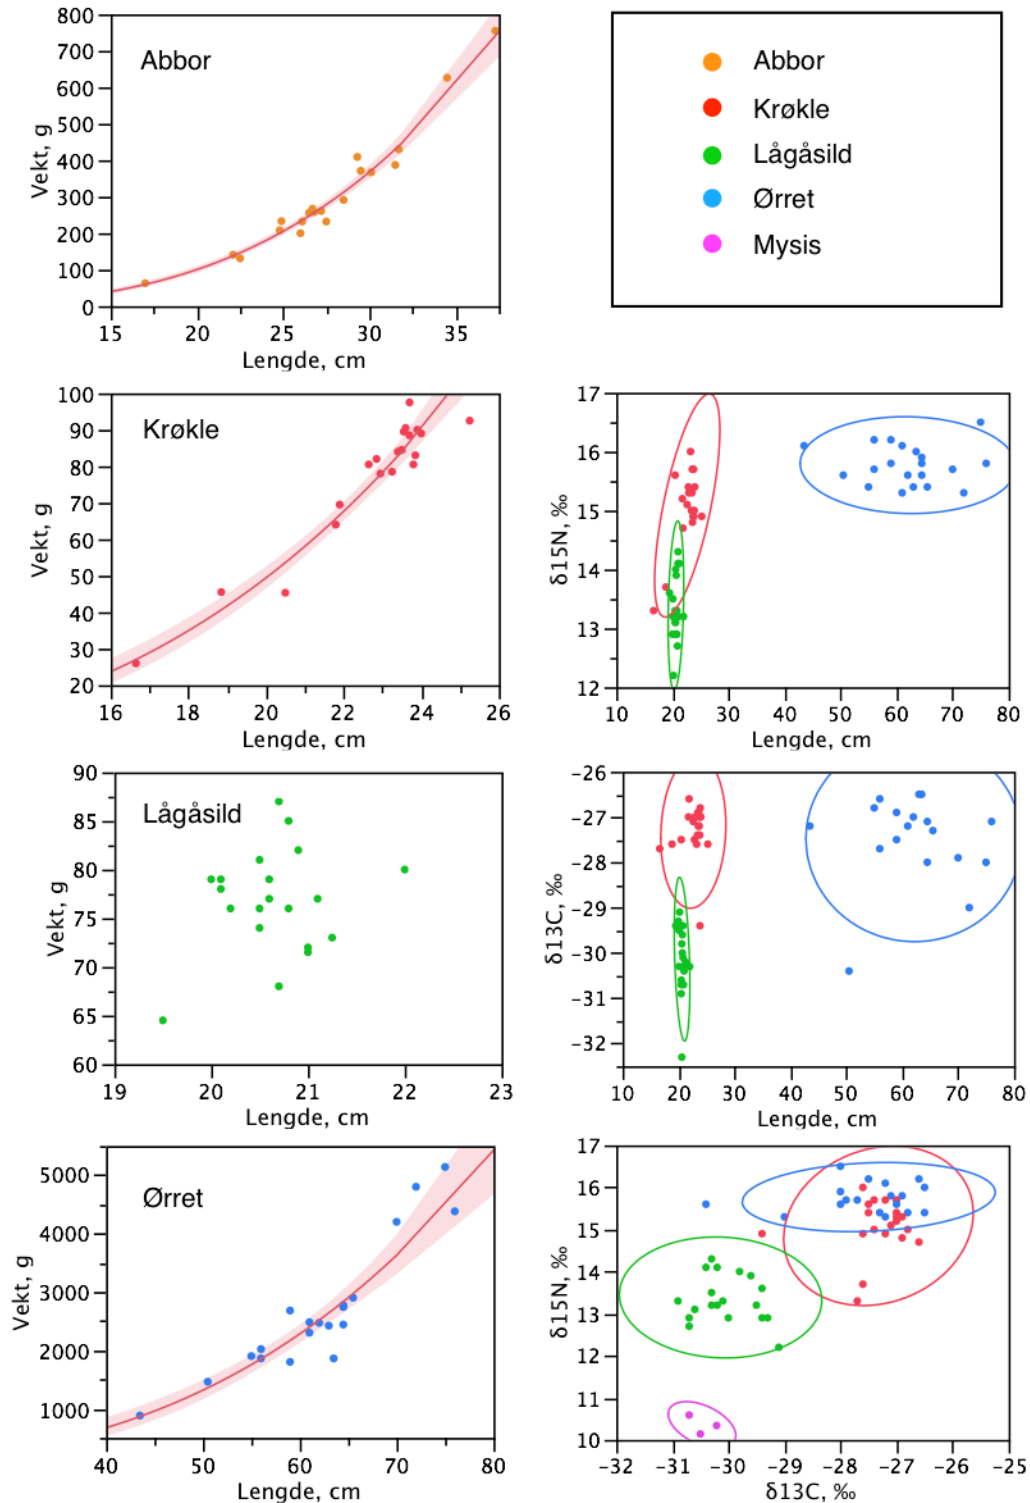 800
700
600
500
400
300
200
100
0
Vekt, g
Abbor
15 20 25 30 35
Lengde, cm
Abbor
Krøkle
Lågåsild
Ørret
Mysis
100
90
80
70
60
50
40
30
20
Vekt, g
Krøkle
16 18 20 22 24 26
Lengde, cm
17
16
15
14
13
12
δ15N, ‰
10 20 30 40 50 60 70 80
Lengde, cm
90
85
80
75
70
65
60
Vekt, g
Lågåsild
19 20 21 22 23
Lengde, cm
−26
−27
−28
−29
−30
−31
−32
δ13C, ‰
10 20 30 40 50 60 70 80
Lengde, cm
5000
4000
3000
2000
1000
Vekt, g
Ørret
40 50 60 70 80
Lengde, cm
17
16
15
14
13
12
11
10
δ15N, ‰
−32 −31 −30 −29 −28 −27 −26 −25
δ13C, ‰